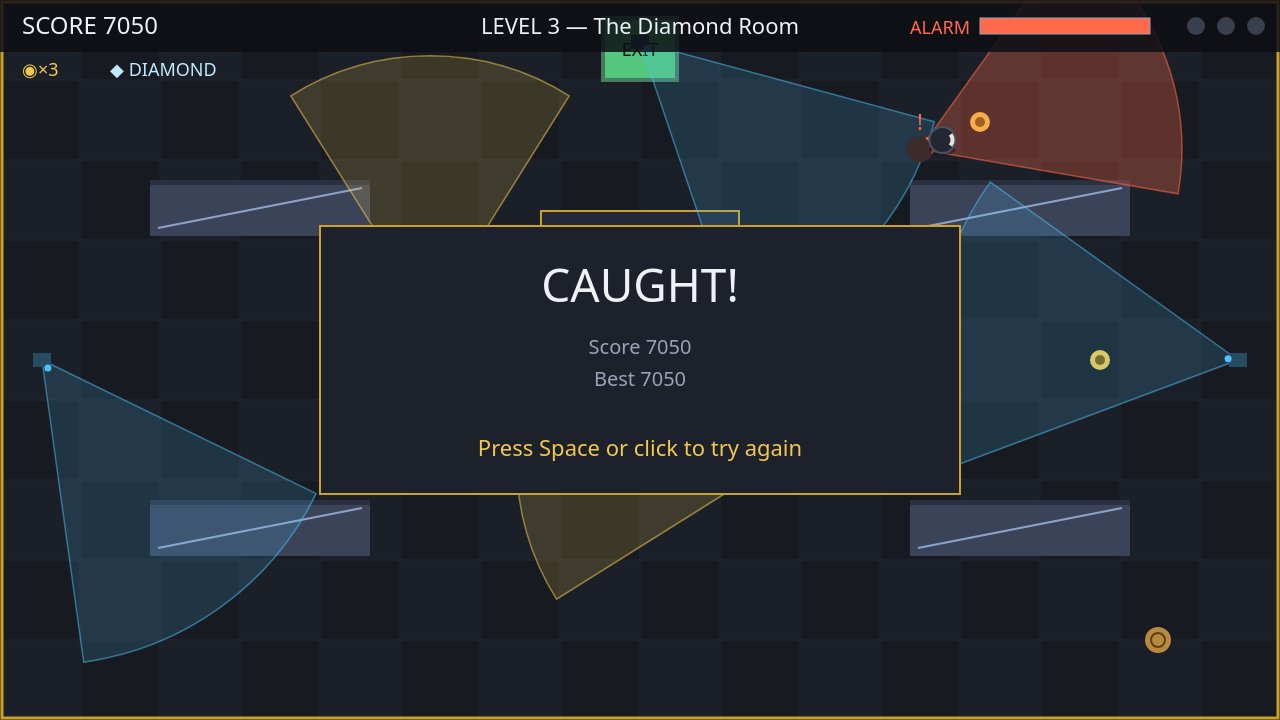 SCORE 7050
LEVEL 3 — The Diamond Room
ALARM
◉×3
◆ DIAMOND
EXIT
!
CAUGHT!
Score 7050
Best 7050
Press Space or click to try again